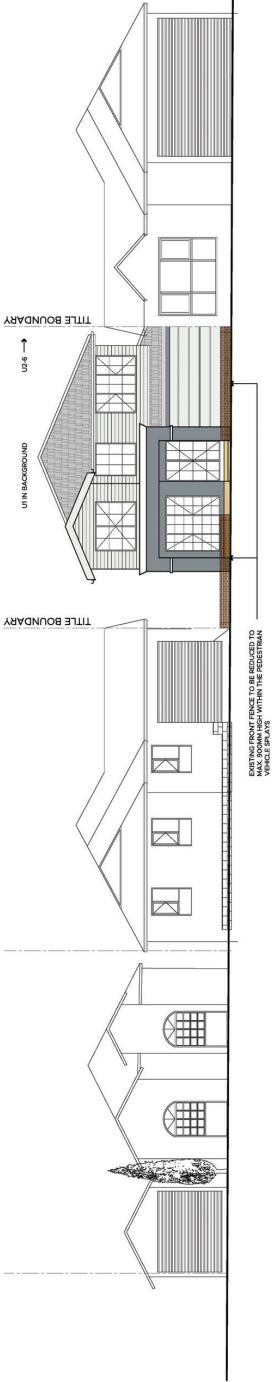 TITLE BOUNDARY
U1 IN BACKGROUND
U2-6
TITLE BOUNDARY
EXISTING FRONT FENCE TO BE REDUCED TO
MAX. 900MM HIGH WITHIN THE PEDESTRIAN
VEHICLE SPLAYS